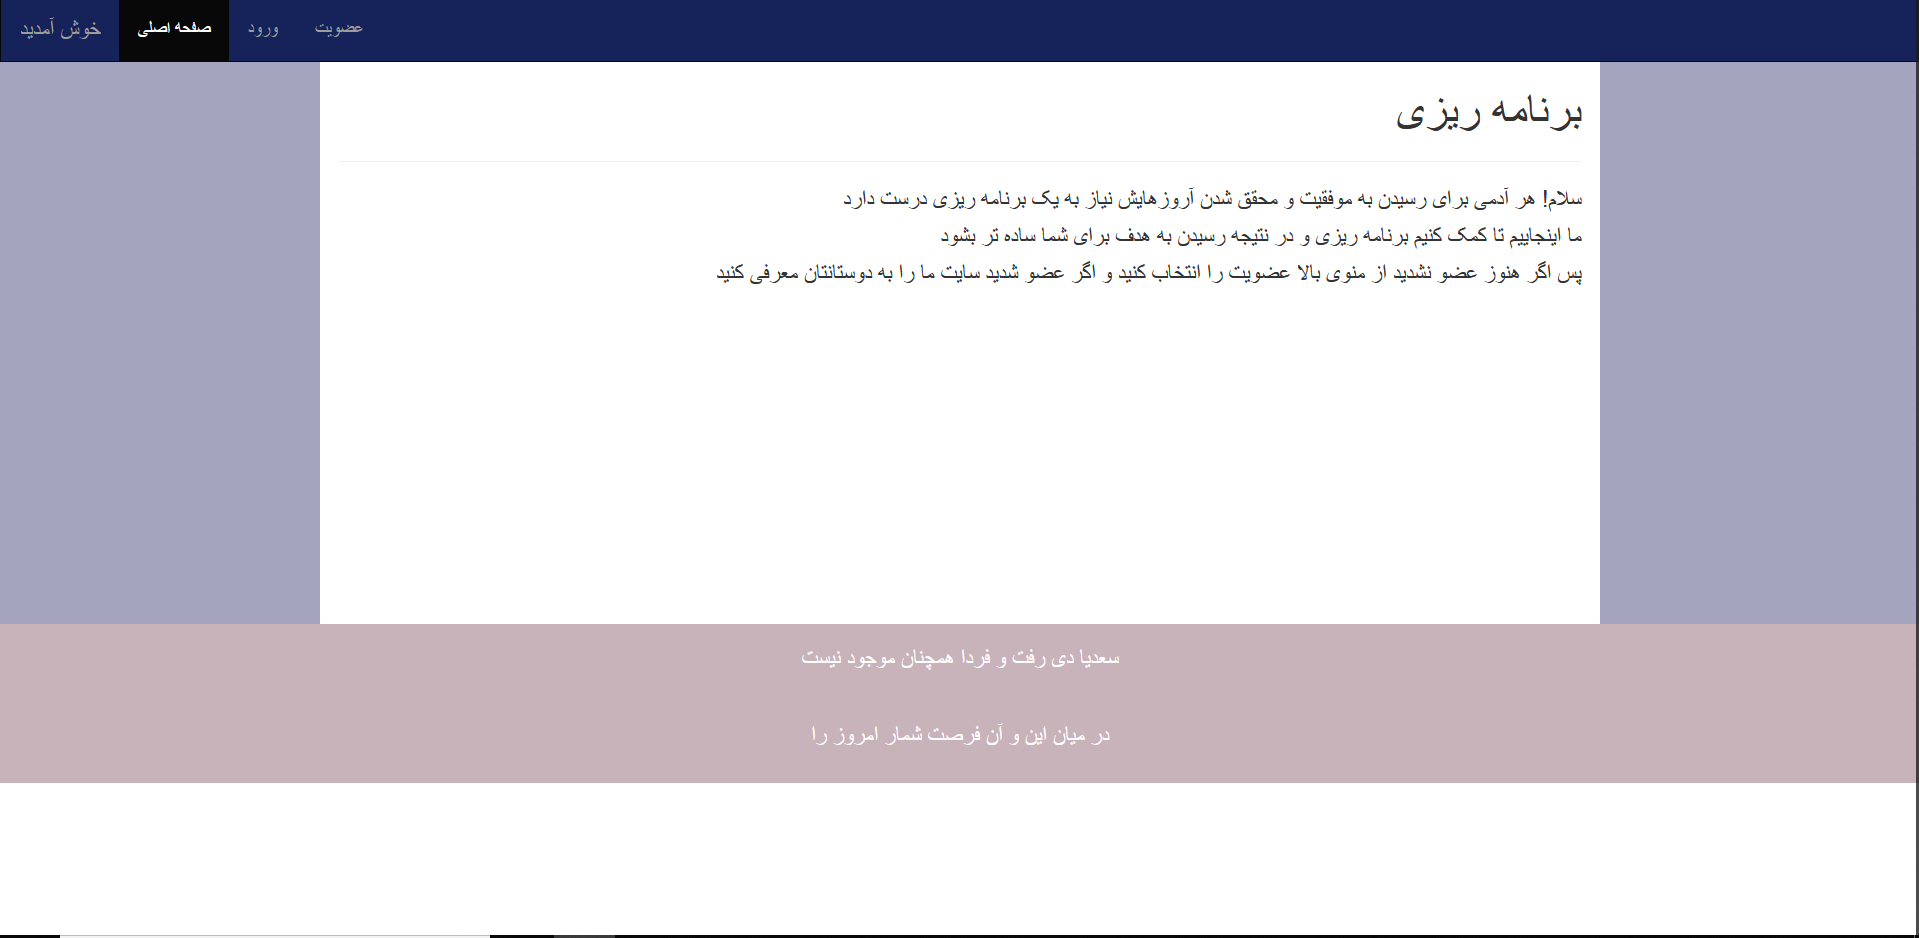 خوش آمدید
صفحه اصلی
ورود
عضویت
برنامه ریزی
سلام! هر آدمی برای رسیدن به موفقیت و محقق شدن آروزهایش نیاز به یک برنامه ریزی درست دارد
ما اینجاییم تا کمک کنیم برنامه ریزی و در نتیجه رسیدن به هدف برای شما ساده تر بشود
پس اگر هنوز عضو نشدید از منوی بالا عضویت را انتخاب کنید و اگر عضو شدید سایت ما را به دوستانتان معرفی کنید
سعدیا دی رفت و فردا همچنان موجود نیست
در میان این و آن فرصت شمار امروز را